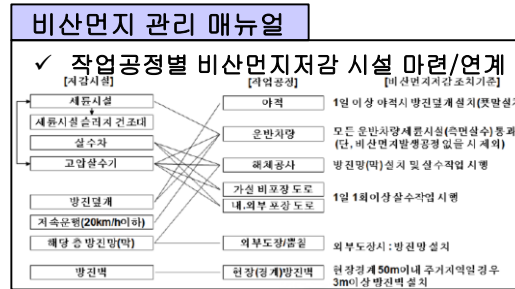 비산먼지 관리 매뉴얼
✓ 작업공정별 비산먼지저감 시설 마련/연계
[저감시설] [작업공정] [비산먼지저감 조치기준]
세륜시설 야적 1일 이상 야적시 방진덮개 설치(푯말설치
세륜시설슬러지 건조대
운반차량 모든 운반차량 세륜시설(측면살수) 통과
살수차 (단, 비산먼지발생공정 없을 시 제외)
고압살수기 해체공사 방진망(막)설치 및 살수작업 시행
가설 비포장 도로
방진덮개 내.외부 포장 도로 1일 1회이상 살수작업 시행
저속운행(20km/h이하)
해당 층 방진망(막) 외부도장/뿜칠 외부도장시 : 방진망 설치
방진벽 현장(경계)방진벽 현장경계 50m이내 주거지역일 경우
3m이상 방진벽 설치